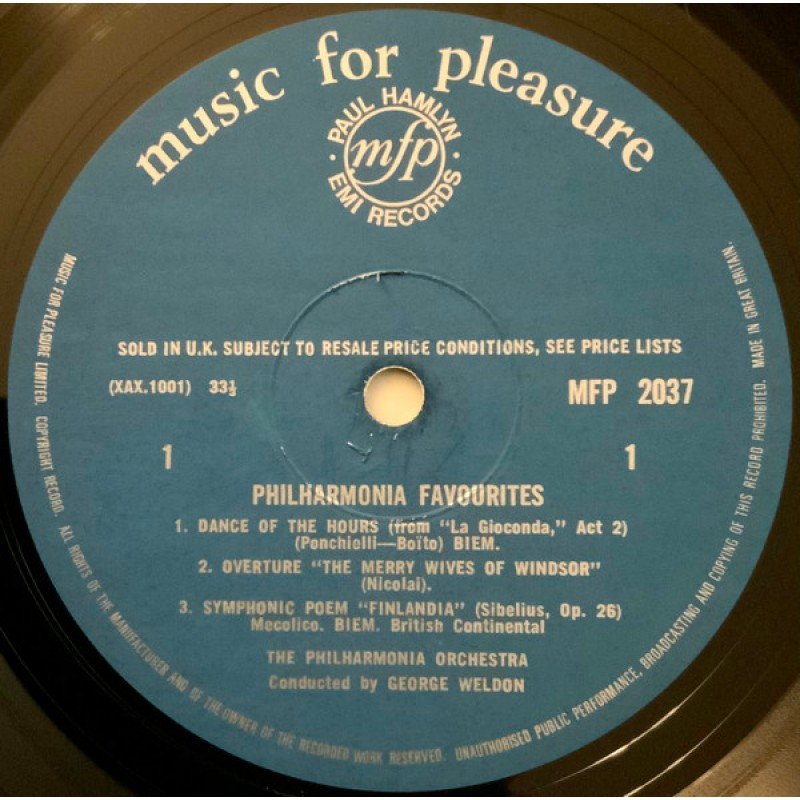 music for pleasure
PAUL HAMLYN
mfp
EMI RECORDS
SOLD IN U.K. SUBJECT TO RESALE PRICE CONDITIONS, SEE PRICE LISTS
(XAX.1001) 33⅓
MFP 2037
1
1
PHILHARMONIA FAVOURITES
1. DANCE OF THE HOURS (from "La Gioconda," Act 2)
(Ponchielli—Boïto) BIEM.
2. OVERTURE "THE MERRY WIVES OF WINDSOR"
(Nicolai).
3. SYMPHONIC POEM "FINLANDIA" (Sibelius, Op. 26)
Mecolico. BIEM. British Continental
THE PHILHARMONIA ORCHESTRA
Conducted by GEORGE WELDON
MUSIC FOR PLEASURE LIMITED. COPYRIGHT RECORD. ALL RIGHTS OF THE MANUFACTURER AND OF THE OWNER OF THE RECORDED WORK RESERVED. UNAUTHORISED PUBLIC PERFORMANCE, BROADCASTING AND COPYING OF THIS RECORD PROHIBITED. MADE IN GREAT BRITAIN.